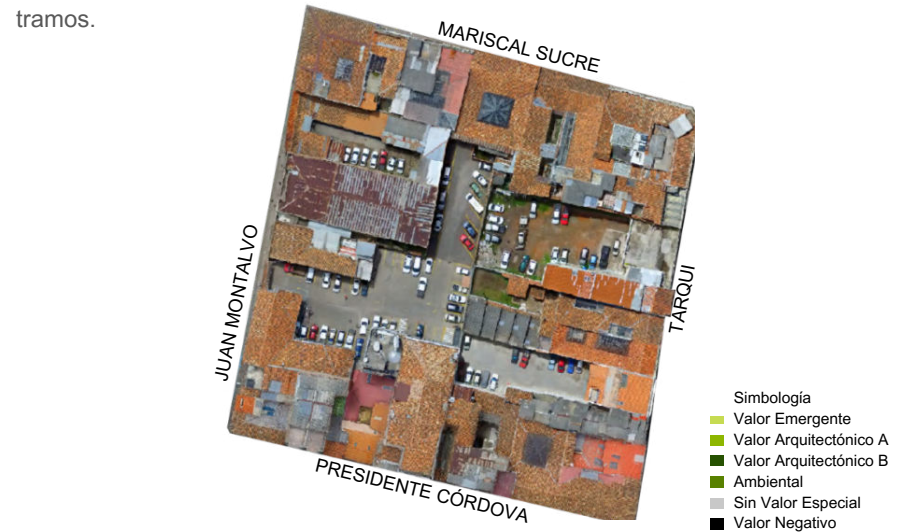 tramos.
MARISCAL SUCRE
JUAN MONTALVO
TARQUI
PRESIDENTE CÓRDOVA
Simbología
Valor Emergente
Valor Arquitectónico A
Valor Arquitectónico B
Ambiental
Sin Valor Especial
Valor Negativo